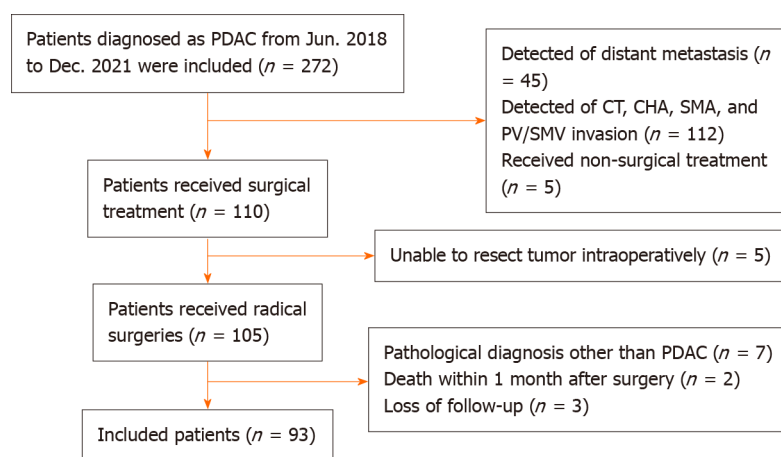 Patients diagnosed as PDAC from Jun. 2018
to Dec. 2021 were included (n = 272)
Detected of distant metastasis (n
= 45)
Detected of CT, CHA, SMA, and
PV/SMV invasion (n = 112)
Received non-surgical treatment
(n = 5)
Patients received surgical
treatment (n = 110)
Unable to resect tumor intraoperatively (n = 5)
Patients received radical
surgeries (n = 105)
Pathological diagnosis other than PDAC (n = 7)
Death within 1 month after surgery (n = 2)
Loss of follow-up (n = 3)
Included patients (n = 93)